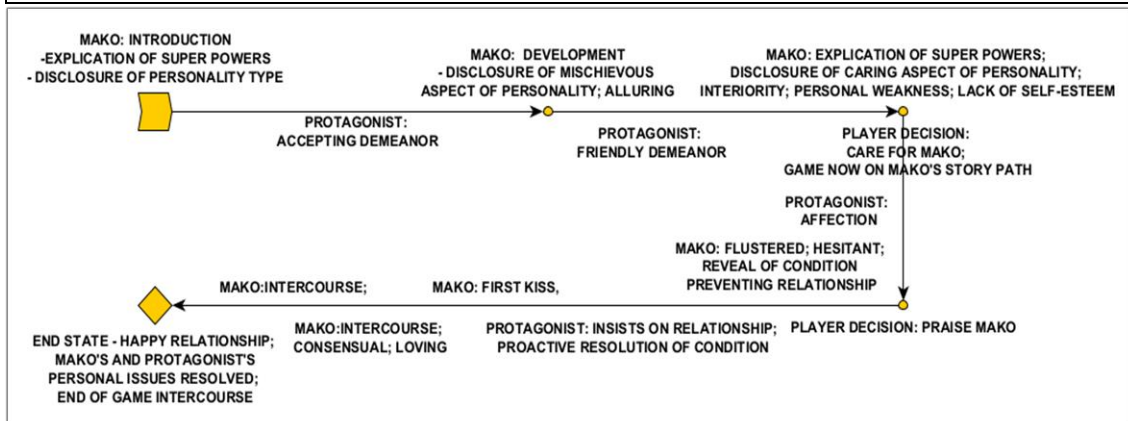 MAKO: INTRODUCTION
-EXPLICATION OF SUPER POWERS
- DISCLOSURE OF PERSONALITY TYPE
MAKO: DEVELOPMENT
- DISCLOSURE OF MISCHIEVOUS
ASPECT OF PERSONALITY; ALLURING
MAKO: EXPLICATION OF SUPER POWERS;
DISCLOSURE OF CARING ASPECT OF PERSONALITY;
INTERIORITY; PERSONAL WEAKNESS; LACK OF SELF-ESTEEM
PROTAGONIST:
ACCEPTING DEMEANOR
PROTAGONIST:
FRIENDLY DEMEANOR
PLAYER DECISION:
CARE FOR MAKO;
GAME NOW ON MAKO'S STORY PATH
PROTAGONIST:
AFFECTION
MAKO: FLUSTERED; HESITANT;
REVEAL OF CONDITION
PREVENTING RELATIONSHIP
PLAYER DECISION: PRAISE MAKO
MAKO: FIRST KISS,
PROTAGONIST: INSISTS ON RELATIONSHIP;
PROACTIVE RESOLUTION OF CONDITION
MAKO:INTERCOURSE;
MAKO:INTERCOURSE;
CONSENSUAL; LOVING
END STATE - HAPPY RELATIONSHIP;
MAKO'S AND PROTAGONIST'S
PERSONAL ISSUES RESOLVED;
END OF GAME INTERCOURSE